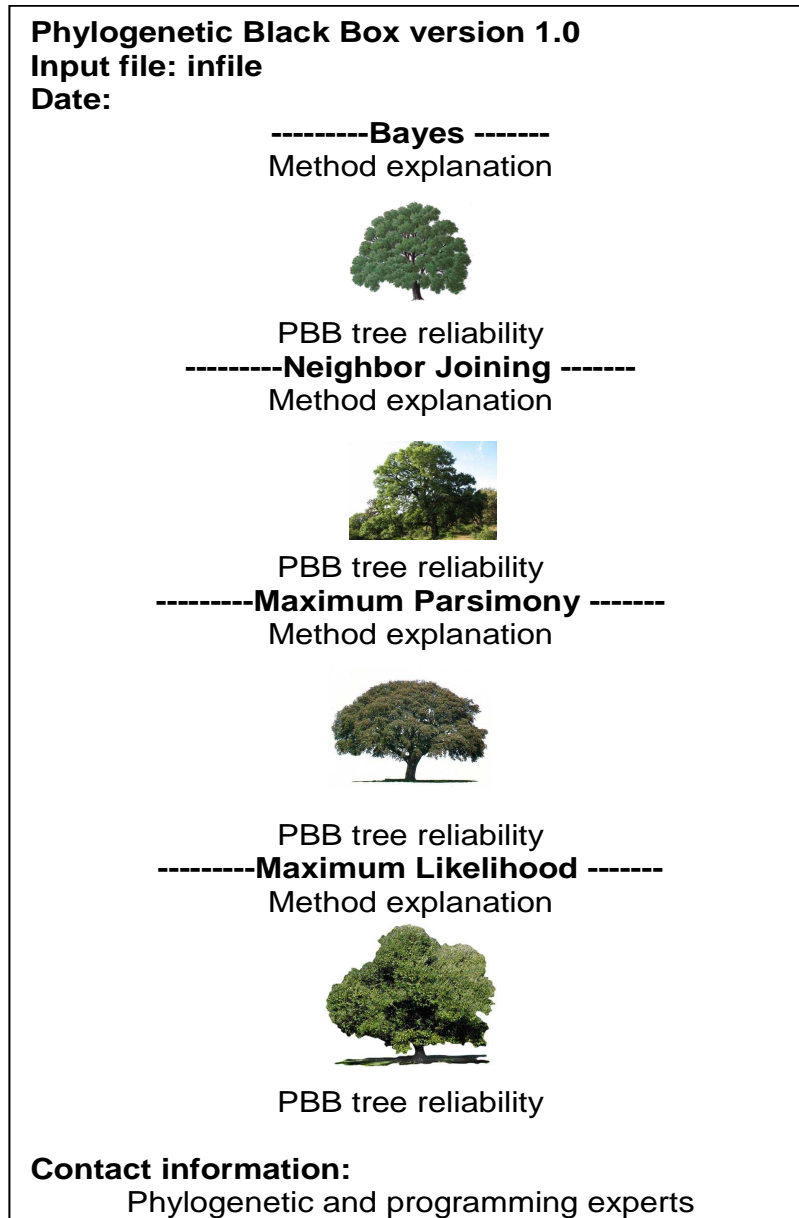 Phylogenetic Black Box version 1.0
Input file: infile
Date:
---------Bayes -------
Method explanation
PBB tree reliability
---------Neighbor Joining -------
Method explanation
PBB tree reliability
---------Maximum Parsimony -------
Method explanation
PBB tree reliability
---------Maximum Likelihood -------
Method explanation
PBB tree reliability
Contact information:
Phylogenetic and programming experts